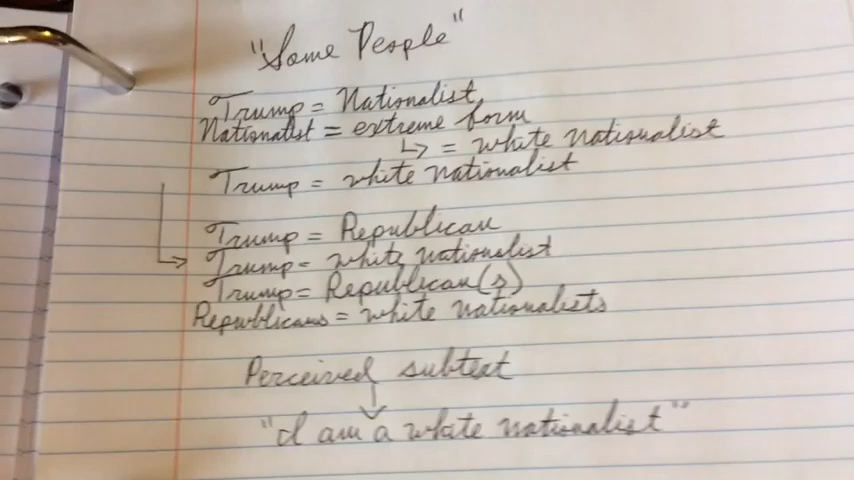 "Some People"
Trump = Nationalist
Nationalist = extreme form
↳ = white nationalist
Trump = white nationalist
Trump = Republican
Trump = white nationalist
Trump = Republican(s)
Republicans = white nationalists
Perceived subtext
"I am a white nationalist"